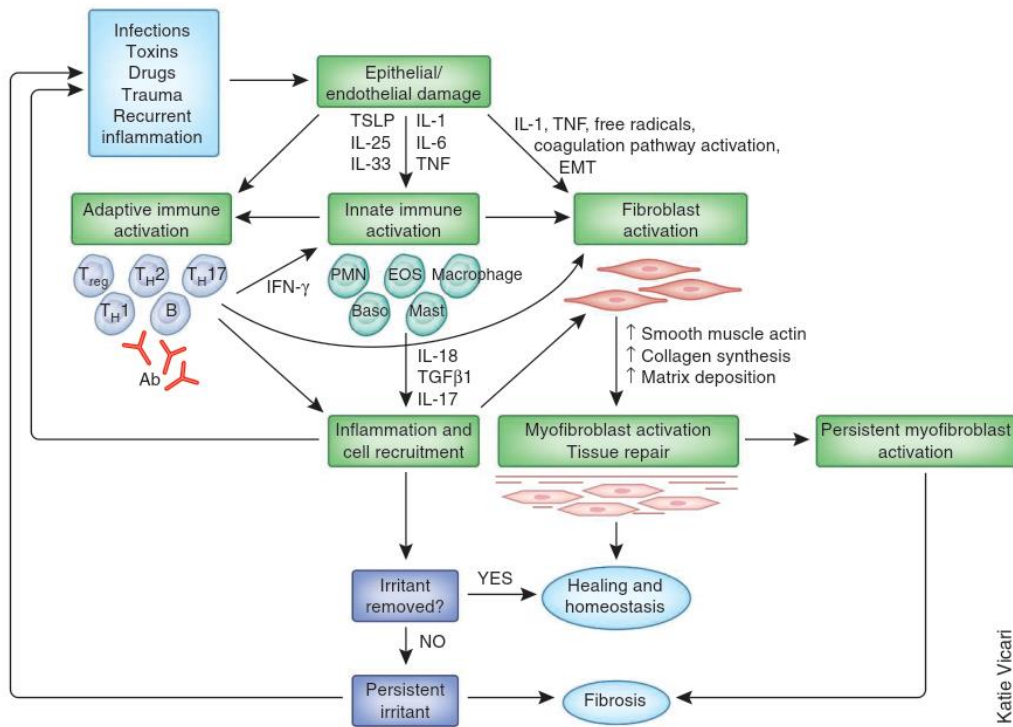 Infections
Toxins
Drugs
Trauma
Recurrent
inflammation
Epithelial/
endothelial damage
TSLP
IL-25
IL-33
IL-1
IL-6
TNF
IL-1, TNF, free radicals,
coagulation pathway activation,
EMT
Adaptive immune
activation
Innate immune
activation
Fibroblast
activation
Treg
TH2
TH17
TH1
B
Ab
IFN-γ
PMN
EOS
Macrophage
Baso
Mast
IL-18
TGFβ1
IL-17
↑ Smooth muscle actin
↑ Collagen synthesis
↑ Matrix deposition
Inflammation and
cell recruitment
Myofibroblast activation
Tissue repair
Persistent myofibroblast
activation
Irritant
removed?
YES
Healing and
homeostasis
NO
Persistent
irritant
Fibrosis
Katie Vicari